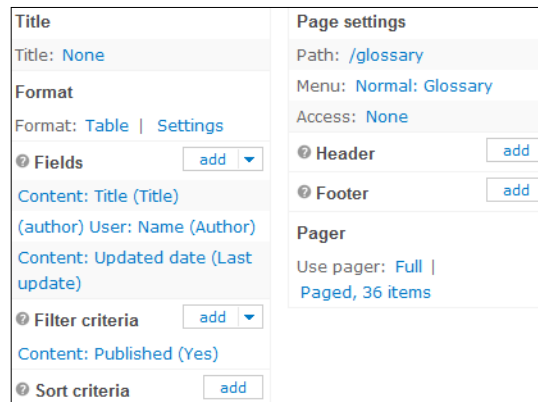 Title
Title: None
Format
Format: Table | Settings
Fields add
Content: Title (Title)
(author) User: Name (Author)
Content: Updated date (Last
update)
Filter criteria add
Content: Published (Yes)
Sort criteria add
Page settings
Path: /glossary
Menu: Normal: Glossary
Access: None
Header add
Footer add
Pager
Use pager: Full |
Paged, 36 items